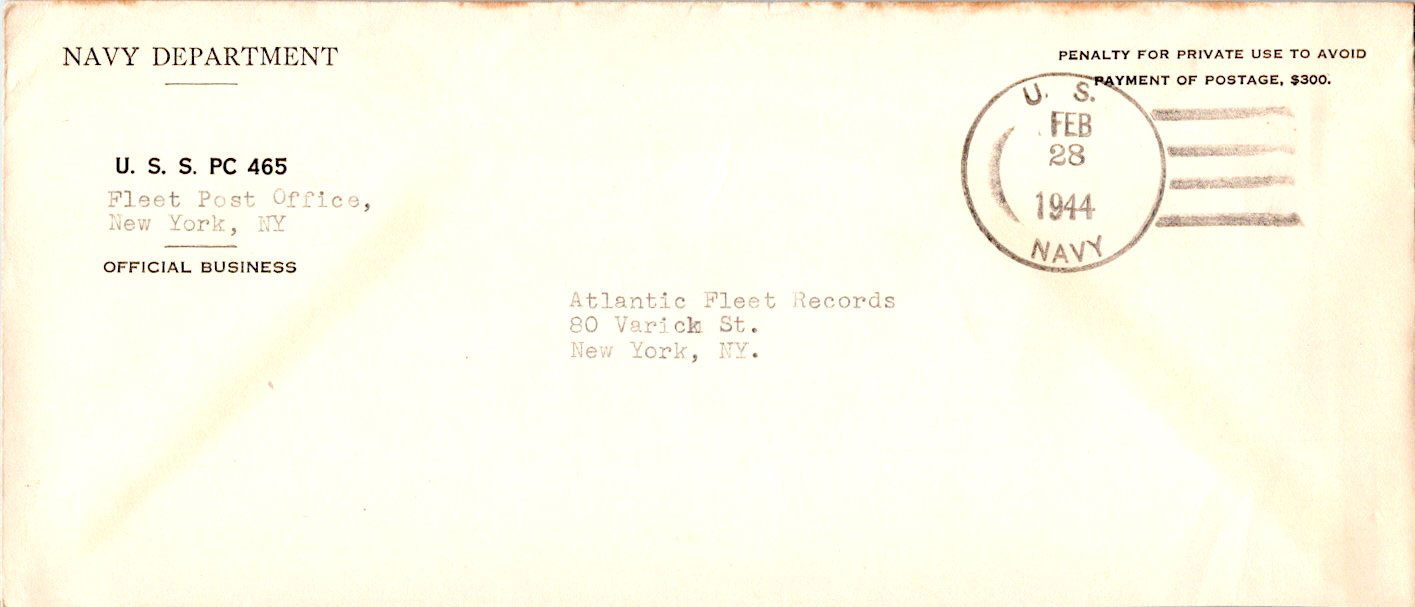 NAVY DEPARTMENT
U. S. S. PC 465
Fleet Post Office,
New York, NY
OFFICIAL BUSINESS
PENALTY FOR PRIVATE USE TO AVOID
PAYMENT OF POSTAGE, $300.
U. S.
FEB
28
1944
NAVY
Atlantic Fleet Records
80 Varick St.
New York, NY.